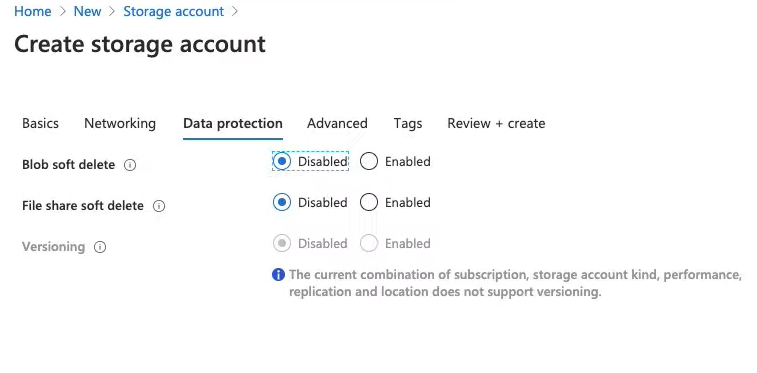 Home > New > Storage account >
Create storage account
Basics Networking Data protection Advanced Tags Review + create
Blob soft delete Disabled Enabled
File share soft delete Disabled Enabled
Versioning Disabled Enabled
The current combination of subscription, storage account kind, performance,
replication and location does not support versioning.